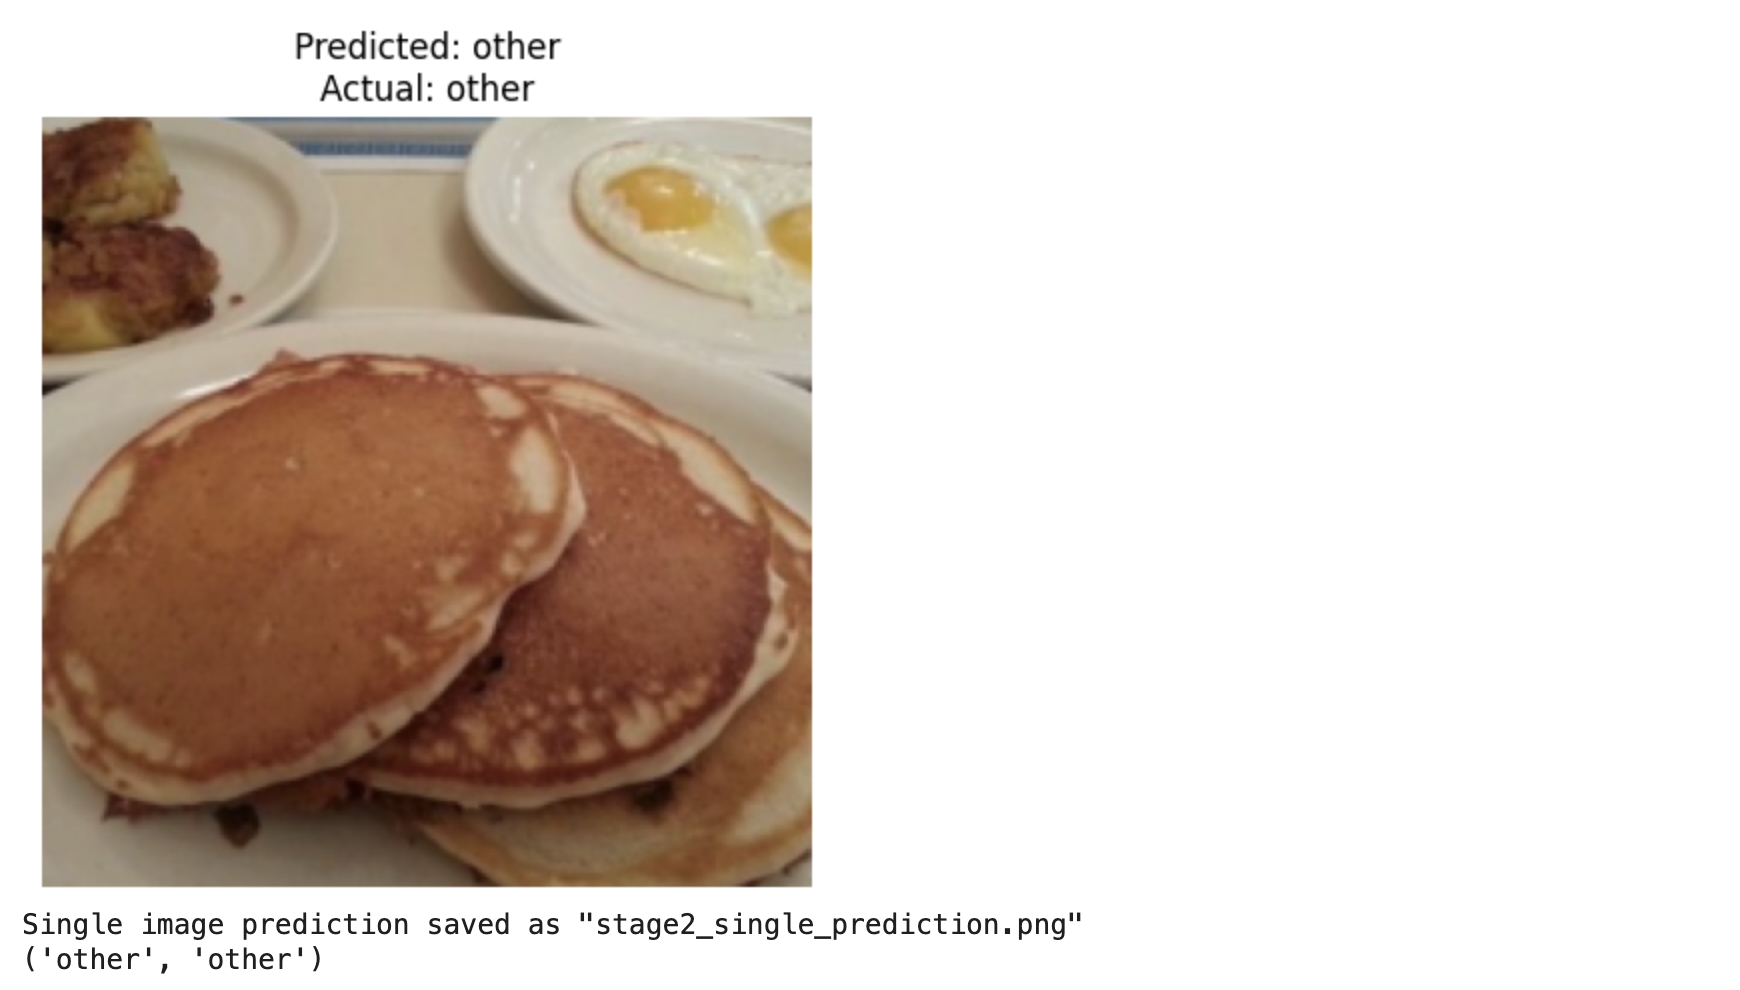 Predicted: other
Actual: other
Single image prediction saved as "stage2_single_prediction.png"
('other', 'other')